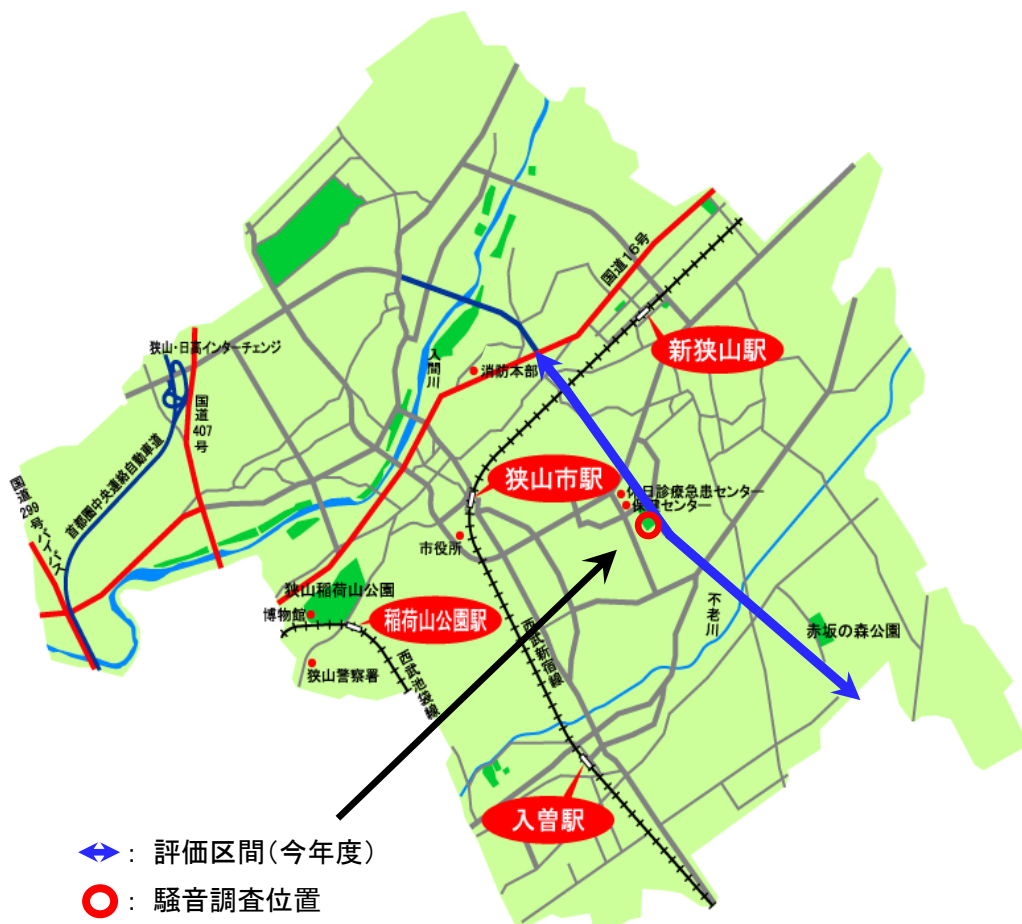 国道16号
新狭山駅
狭山・日高インターチェンジ
入間川
消防本部
国道407号
首都圏中央連絡自動車道
国道299号バイパス
狭山市駅
休日診療急患センター
保健センター
市役所
狭山稲荷山公園
博物館
稲荷山公園駅
不老川
赤坂の森公園
狭山警察署
西武池袋線
西武新宿線
入曽駅
: 評価区間(今年度)
: 騒音調査位置